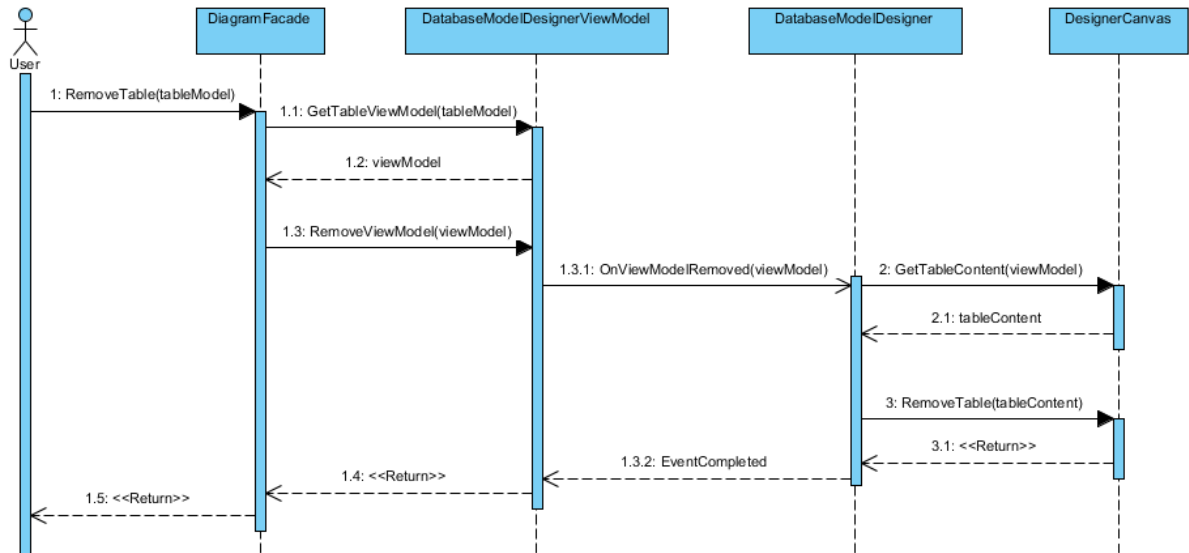 DiagramFacade
DatabaseModelDesignerViewModel
DatabaseModelDesigner
DesignerCanvas
User
1: RemoveTable(tableModel)
1.1: GetTableViewModel(tableModel)
1.2: viewModel
1.3: RemoveViewModel(viewModel)
1.3.1: OnViewModelRemoved(viewModel)
2: GetTableContent(viewModel)
2.1: tableContent
3: RemoveTable(tableContent)
3.1: <<Return>>
1.3.2: EventCompleted
1.4: <<Return>>
1.5: <<Return>>